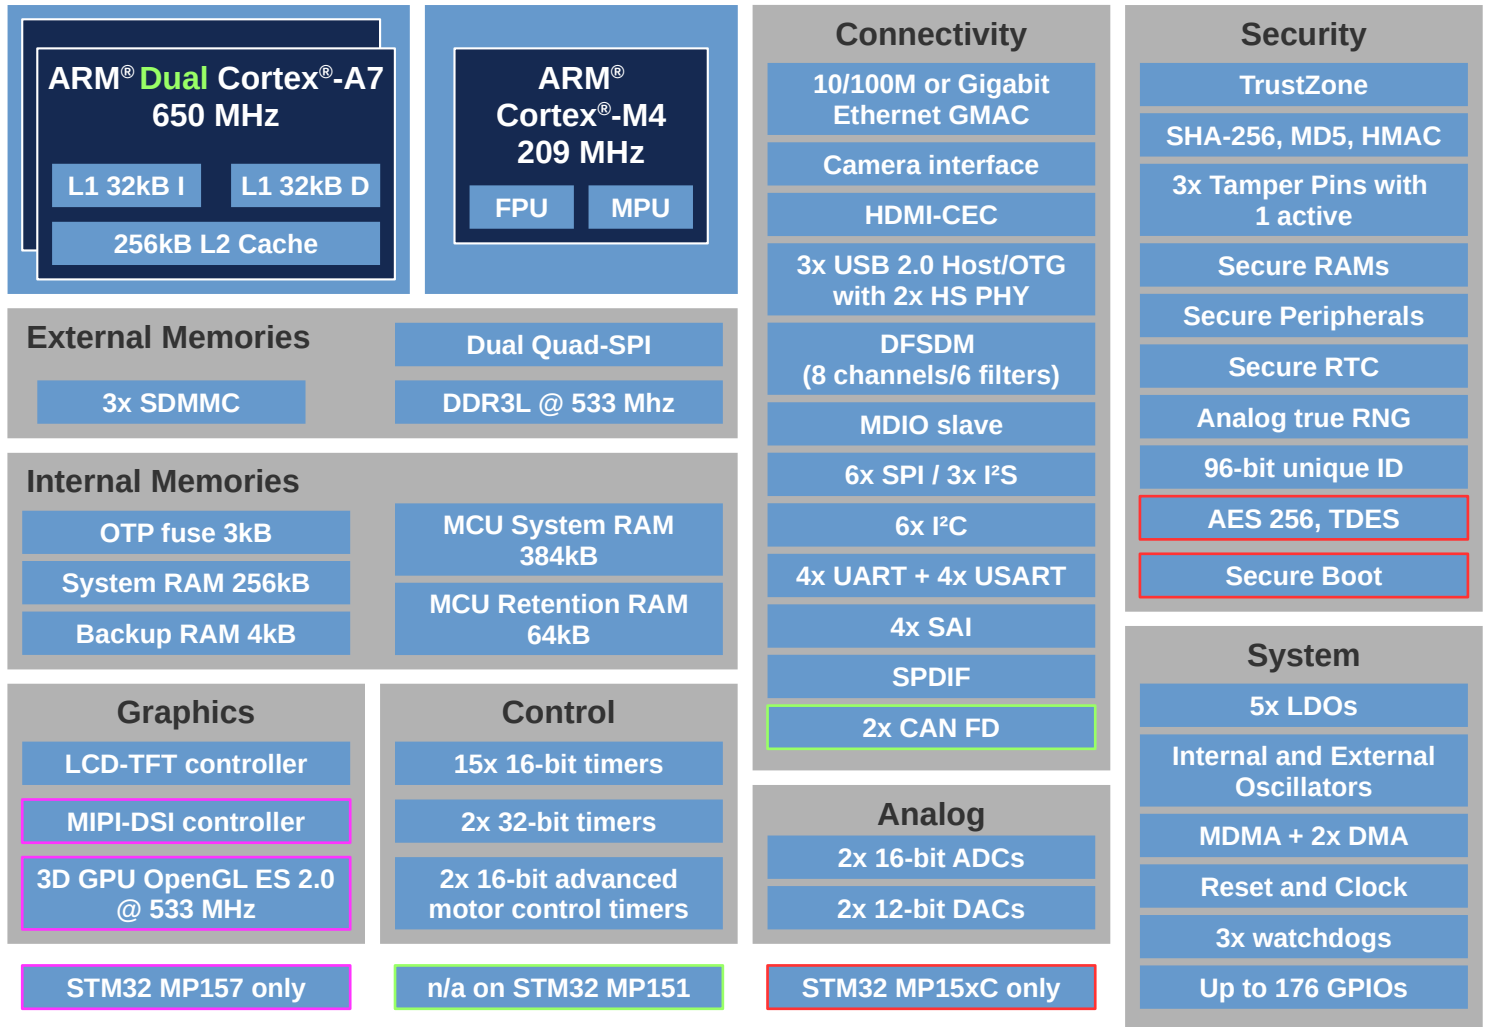 ARM® Dual Cortex®-A7
650 MHz
L1 32kB I
L1 32kB D
256kB L2 Cache
ARM®
Cortex®-M4
209 MHz
FPU
MPU
External Memories
Dual Quad-SPI
3x SDMMC
DDR3L @ 533 Mhz
Internal Memories
OTP fuse 3kB
System RAM 256kB
Backup RAM 4kB
MCU System RAM
384kB
MCU Retention RAM
64kB
Graphics
LCD-TFT controller
MIPI-DSI controller
3D GPU OpenGL ES 2.0
@ 533 MHz
Control
15x 16-bit timers
2x 32-bit timers
2x 16-bit advanced
motor control timers
Connectivity
10/100M or Gigabit
Ethernet GMAC
Camera interface
HDMI-CEC
3x USB 2.0 Host/OTG
with 2x HS PHY
DFSDM
(8 channels/6 filters)
MDIO slave
6x SPI / 3x I²S
6x I²C
4x UART + 4x USART
4x SAI
SPDIF
2x CAN FD
Analog
2x 16-bit ADCs
2x 12-bit DACs
Security
TrustZone
SHA-256, MD5, HMAC
3x Tamper Pins with
1 active
Secure RAMs
Secure Peripherals
Secure RTC
Analog true RNG
96-bit unique ID
AES 256, TDES
Secure Boot
System
5x LDOs
Internal and External
Oscillators
MDMA + 2x DMA
Reset and Clock
3x watchdogs
Up to 176 GPIOs
STM32 MP157 only
n/a on STM32 MP151
STM32 MP15xC only